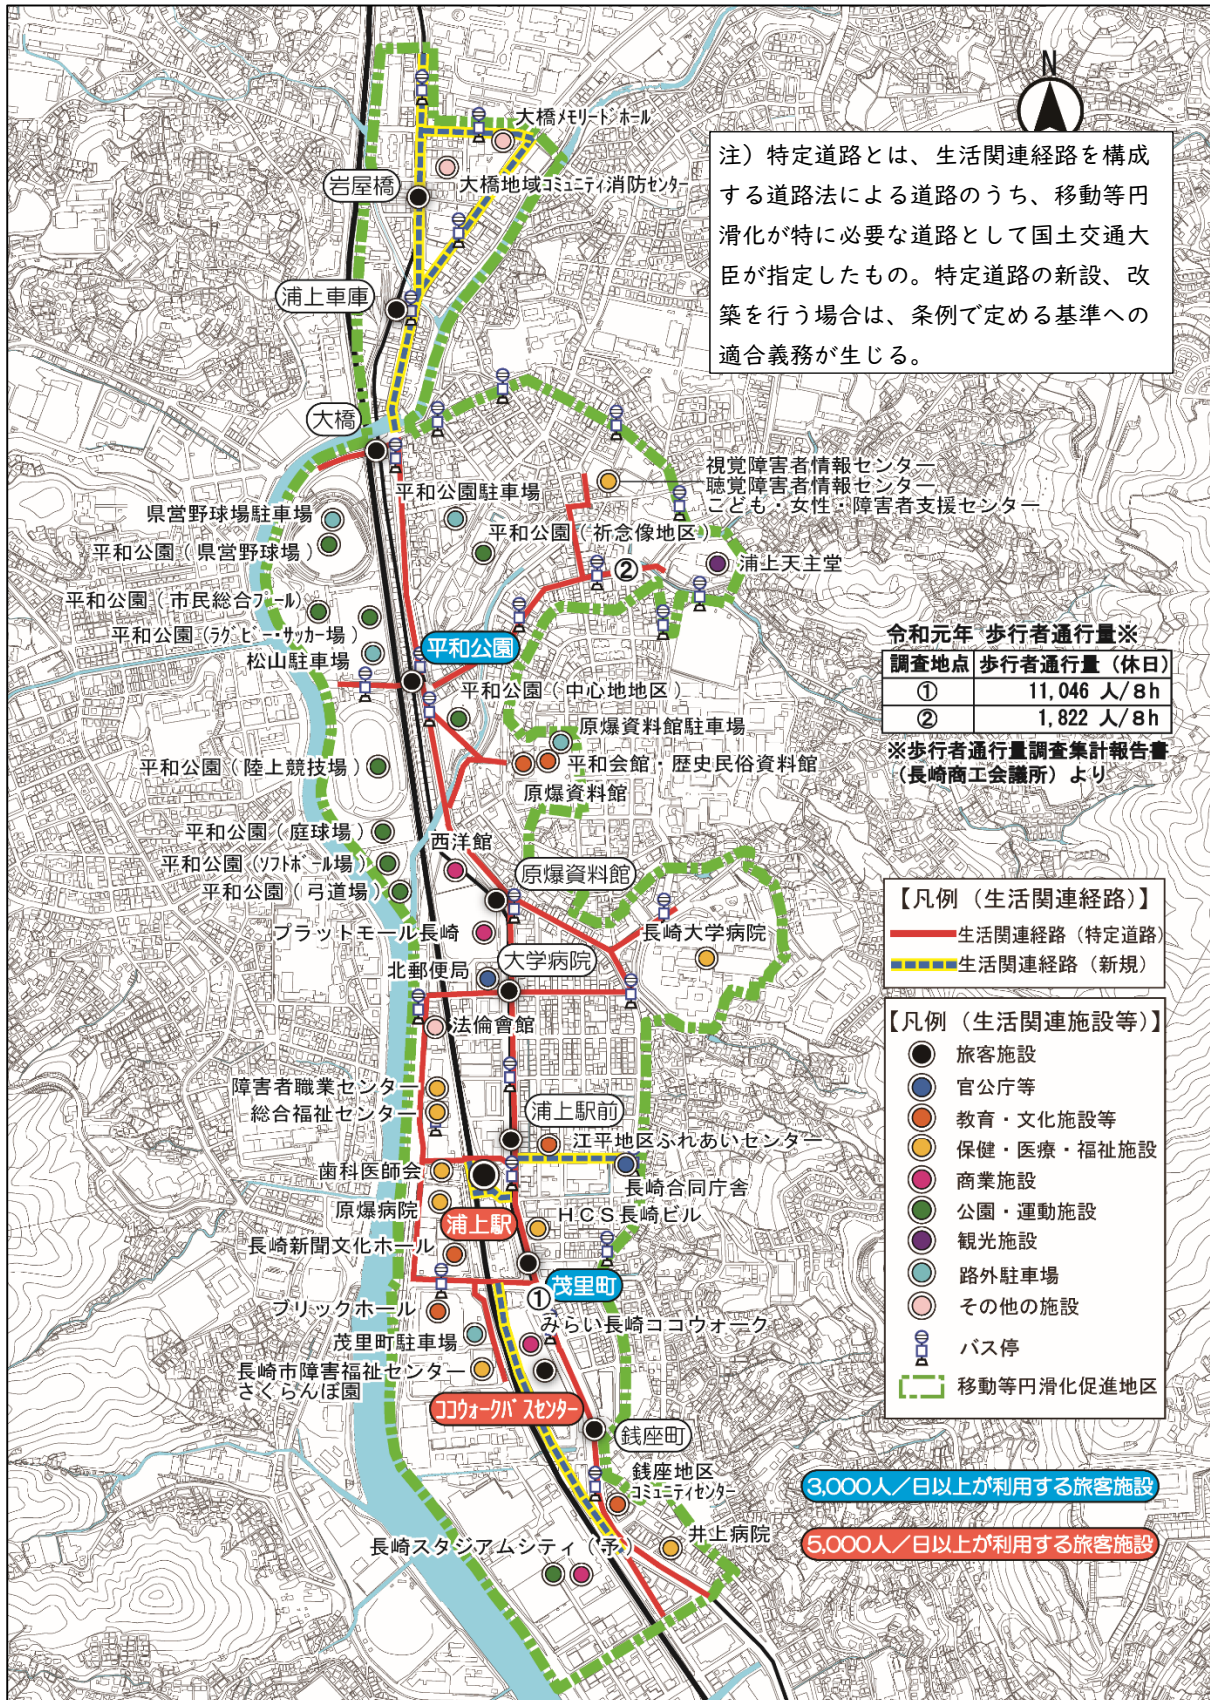 N
注）特定道路とは、生活関連経路を構成
する道路法による道路のうち、移動等円
滑化が特に必要な道路として国土交通大
臣が指定したもの。特定道路の新設、改
築を行う場合は、条例で定める基準への
適合義務が生じる。
大橋メモリードホール
岩屋橋
大橋地域コミュニティ消防センター
浦上車庫
大橋
視覚障害者情報センター
聴覚障害者情報センター
こども・女性・障害者支援センター
平和公園駐車場
県営野球場駐車場
平和公園（祈念像地区）
平和公園（県営野球場）
②
浦上天主堂
平和公園（市民総合プール）
平和公園（ラグビー・サッカー場）
松山駐車場
平和公園
令和元年 歩行者通行量※
調査地点 歩行者通行量（休日）
① 11,046 人/8h
② 1,822 人/8h
※歩行者通行量調査集計報告書
（長崎商工会議所）より
平和公園（中心地地区）
原爆資料館駐車場
平和公園（陸上競技場）
平和会館・歴史民俗資料館
原爆資料館
平和公園（庭球場）
西洋館
平和公園（ソフトボール場）
原爆資料館
平和公園（弓道場）
プラットモール長崎
長崎大学病院
大学病院
北郵便局
法倫會館
【凡例（生活関連経路）】
生活関連経路（特定道路）
生活関連経路（新規）
【凡例（生活関連施設等）】
旅客施設
官公庁等
教育・文化施設等
保健・医療・福祉施設
商業施設
公園・運動施設
観光施設
路外駐車場
その他の施設
バス停
移動等円滑化促進地区
障害者職業センター
総合福祉センター
浦上駅前
江平地区ふれあいセンター
歯科医師会
長崎合同庁舎
原爆病院
浦上駅
HCS長崎ビル
長崎新聞文化ホール
茂里町
ブリックホール
①
みらい長崎ココウォーク
茂里町駐車場
長崎市障害福祉センター
さくらんぼ園
ココウォークバスセンター
銭座町
銭座地区
コミュニティセンター
3,000人／日以上が利用する旅客施設
井上病院
5,000人／日以上が利用する旅客施設
長崎スタジアムシティ（予）